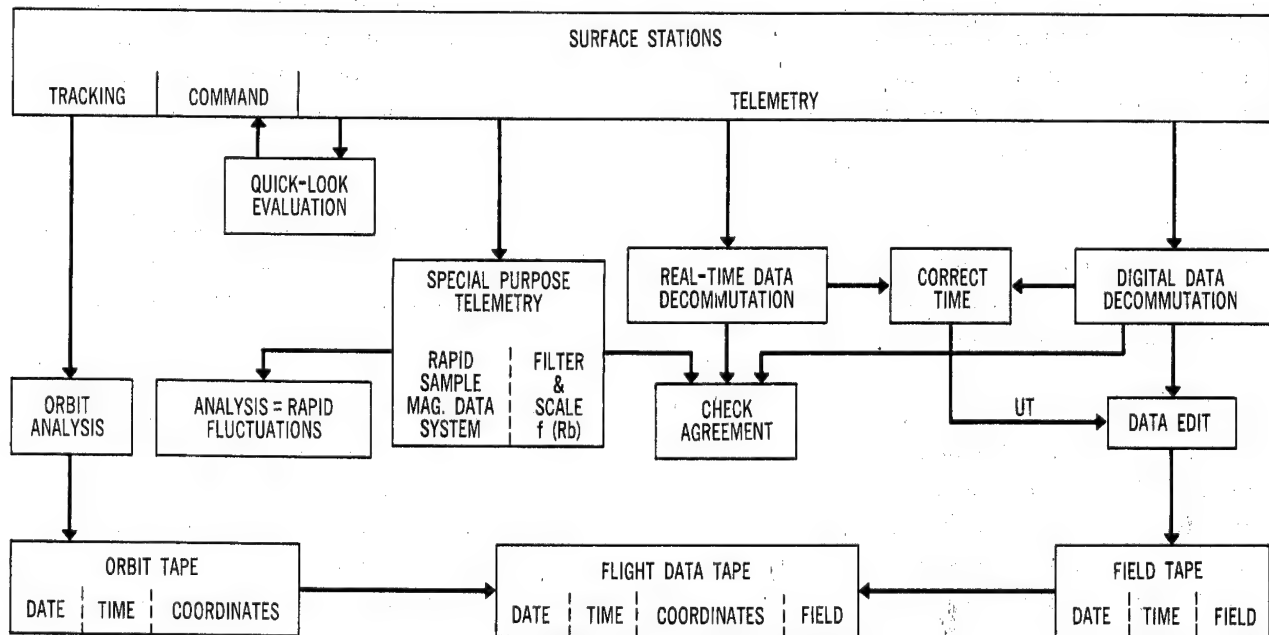 SURFACE STATIONS
TRACKING
COMMAND
TELEMETRY
QUICK-LOOK
EVALUATION
SPECIAL PURPOSE
TELEMETRY
RAPID
SAMPLE
MAG. DATA
SYSTEM
FILTER
&
SCALE
f (Rb)
REAL-TIME DATA
DECOMMUTATION
CORRECT
TIME
DIGITAL DATA
DECOMMUTATION
ORBIT
ANALYSIS
ANALYSIS = RAPID
FLUCTUATIONS
CHECK
AGREEMENT
UT
DATA EDIT
ORBIT TAPE
DATE TIME COORDINATES
FLIGHT DATA TAPE
DATE TIME COORDINATES FIELD
FIELD TAPE
DATE TIME FIELD